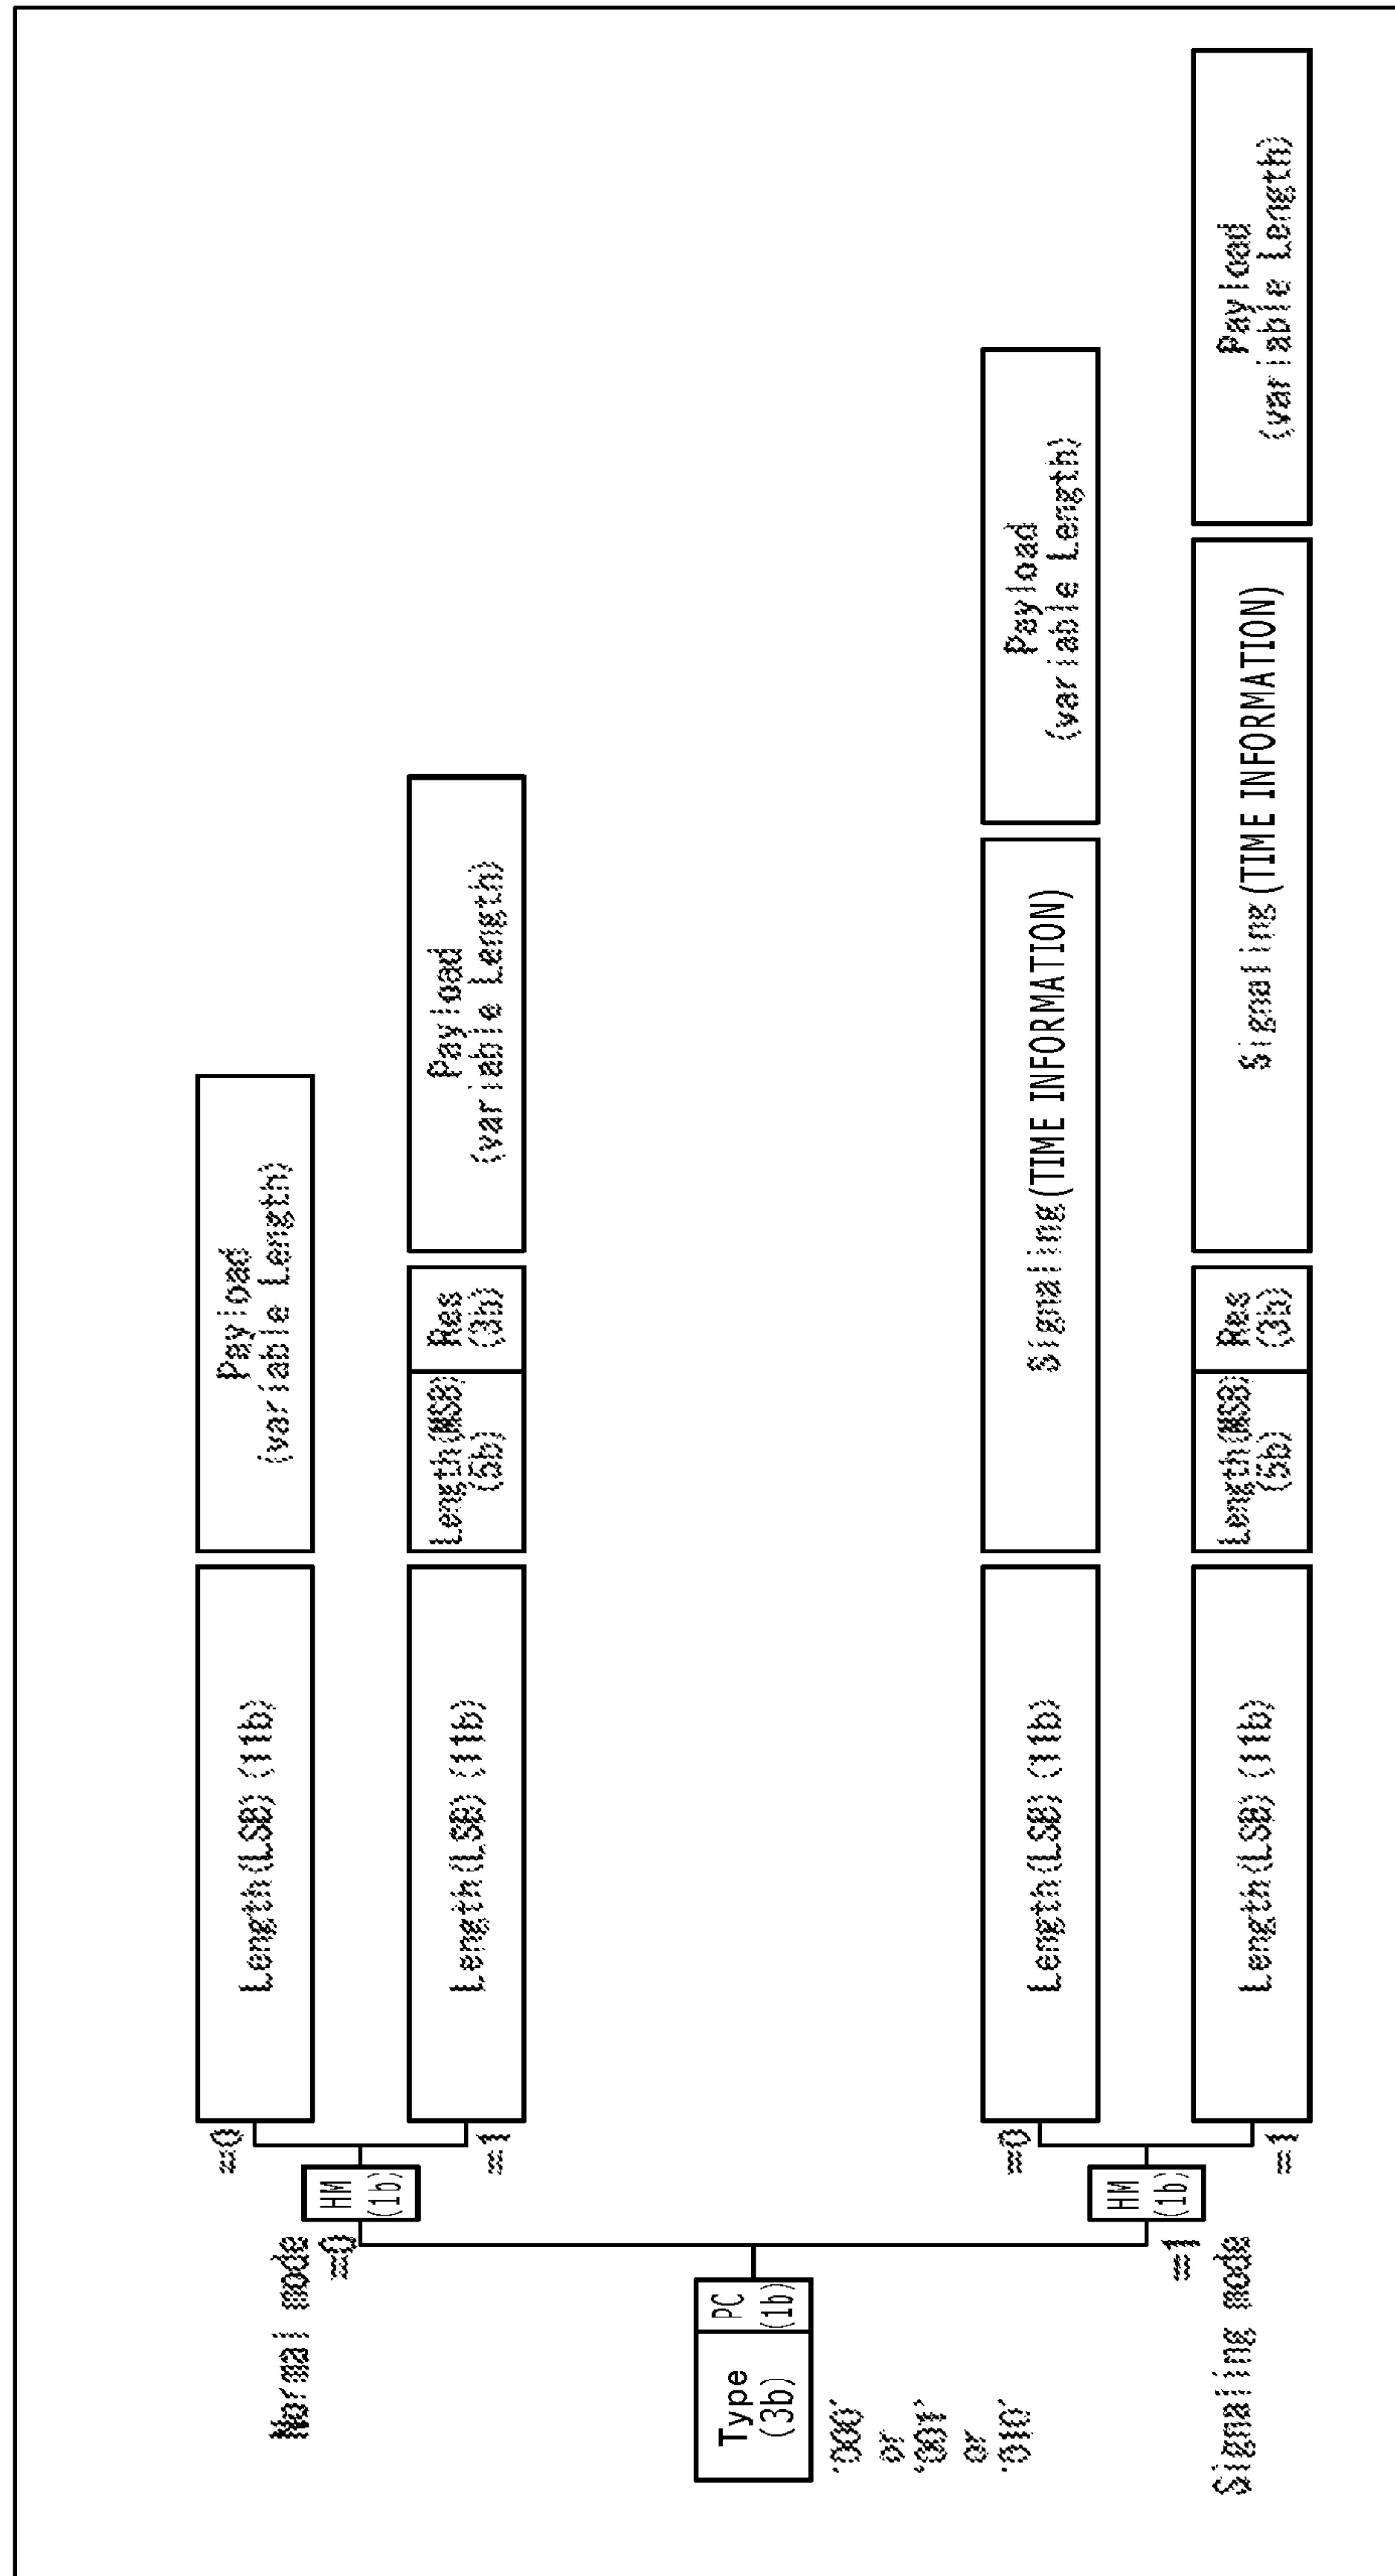 Type
(3b)
PC
(1b)
'000'
or
'001'
or
'010'
Normal mode
=0
HM
(1b)
=0
Length(LSB) (11b)
Payload
(variable Length)
=1
Length(LSB) (11b)
Length(MSB)
(5b)
Res
(3b)
Payload
(variable Length)
Signaling mode
=1
HM
(1b)
=0
Length(LSB) (11b)
Signaling(TIME INFORMATION)
Payload
(variable Length)
=1
Length(LSB) (11b)
Length(MSB)
(5b)
Res
(3b)
Signaling(TIME INFORMATION)
Payload
(variable Length)